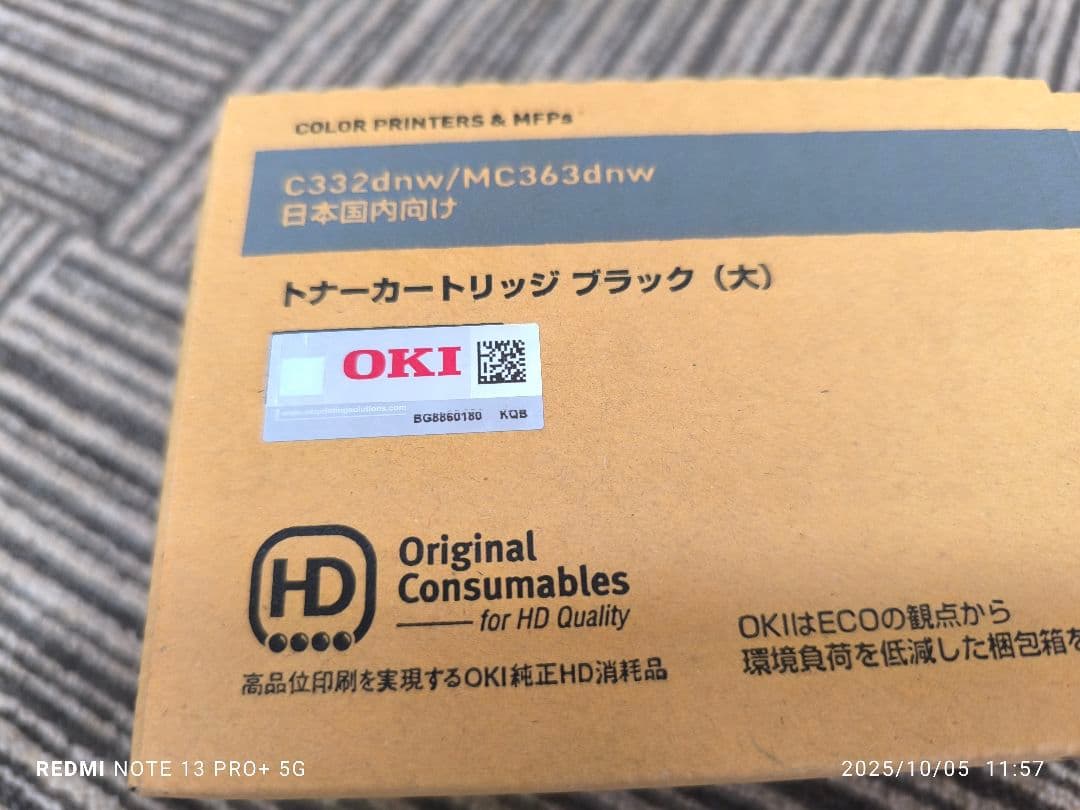 COLOR PRINTERS & MFPs
C332dnw/MC363dnw
日本国内向け
トナーカートリッジ ブラック（大）
OKI
www.okiprintingsolutions.com
BG8860180 KQB
HD
Original
Consumables
for HD Quality
高品位印刷を実現するOKI純正HD消耗品
OKIはECOの観点から
環境負荷を低減した梱包箱を
REDMI NOTE 13 PRO+ 5G
2025/10/05 11:57